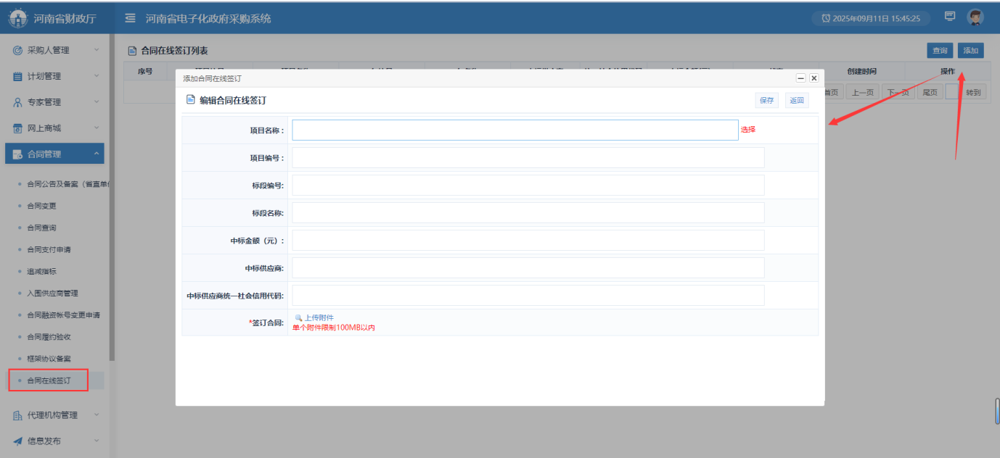 河南省财政厅
河南省电子化政府采购系统
2025年09月11日 15:45:25
采购人管理
计划管理
专家管理
网上商城
合同管理
合同公告及备案（省直单
合同变更
合同查询
合同支付申请
追减指标
入围供应商管理
合同融资帐号变更申请
合同履约验收
框架协议备案
合同在线签订
代理机构管理
信息发布
合同在线签订列表
查询
添加
序号
创建时间
操作
首页
上一页
下一页
尾页
转到
添加合同在线签订
编辑合同在线签订
保存
返回
项目名称：
选择
项目编号：
标段编号:
标段名称:
中标金额（元）:
中标供应商:
中标供应商统一社会信用代码:
*签订合同:
上传附件
单个附件限制100MB以内